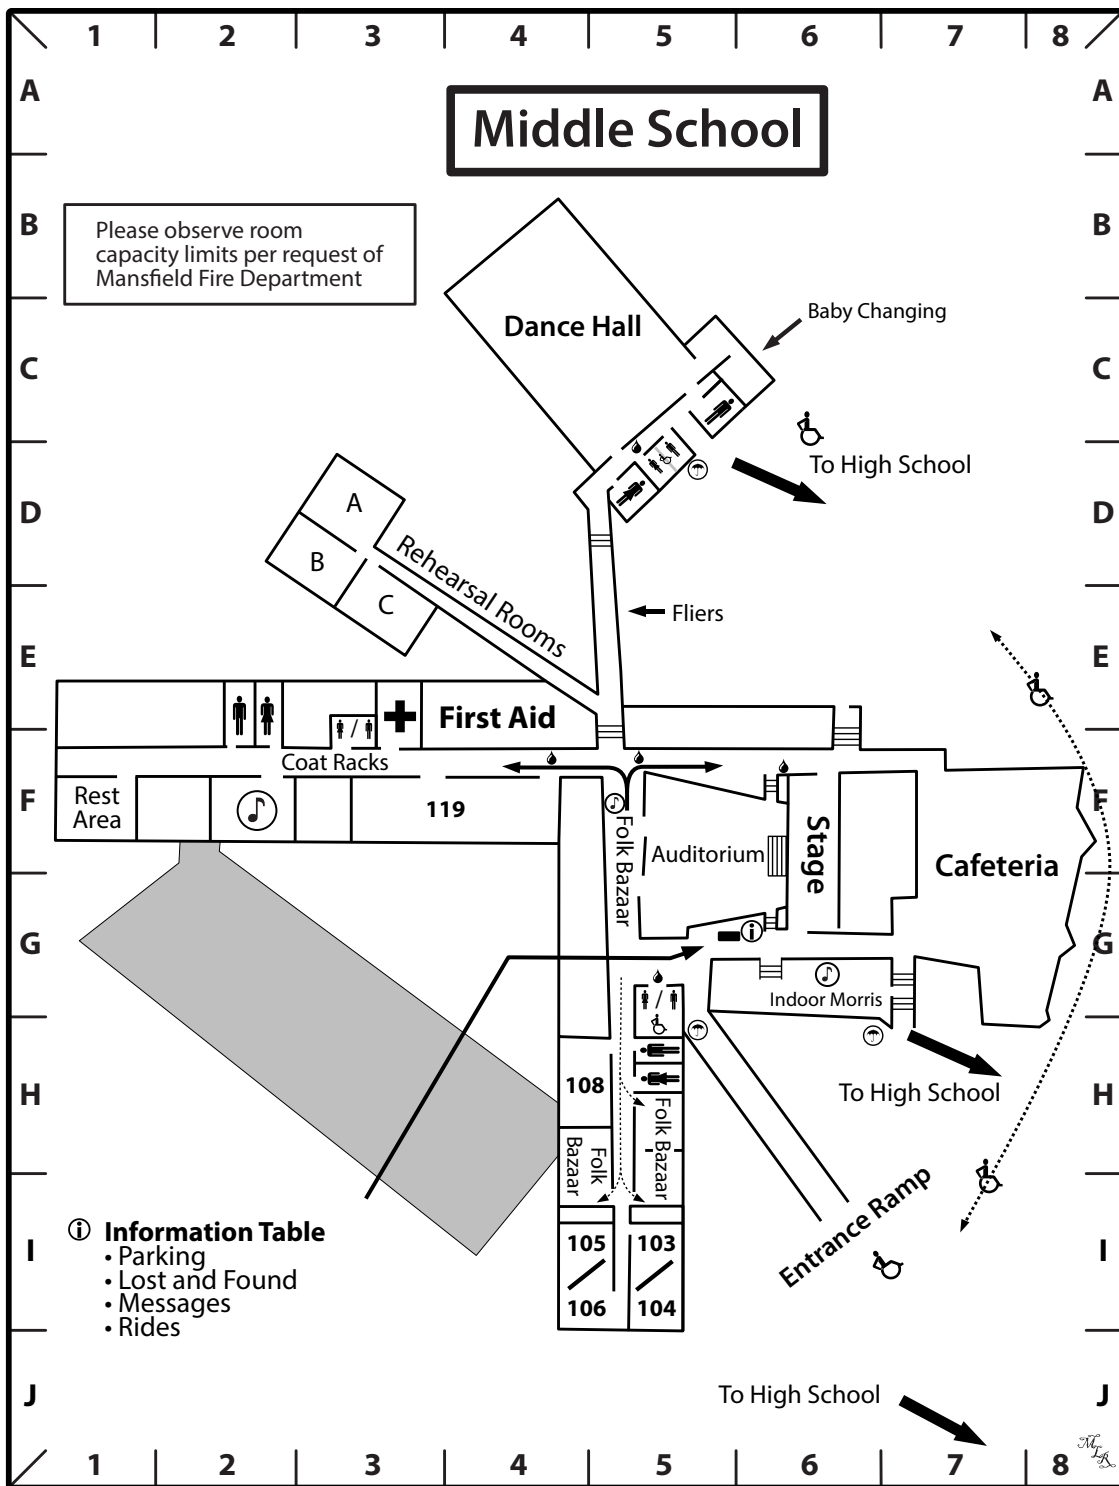 1 2 3 4 5 6 7 8
A A
Middle School
B B
Please observe room
capacity limits per request of
Mansfield Fire Department
Dance Hall
Baby Changing
C C
To High School
D D
A
B
C
Rehearsal Rooms
Fliers
E E
First Aid
/
Coat Racks
F F
Rest
Area
119
Folk Bazaar
Auditorium
Stage
Cafeteria
G G
i
/
Indoor Morris
To High School
H H
108
Folk
Bazaar
Folk Bazaar
Entrance Ramp
i Information Table
• Parking
• Lost and Found
• Messages
• Rides
I I
105 103
106 104
To High School
J J
MLR
1 2 3 4 5 6 7 8